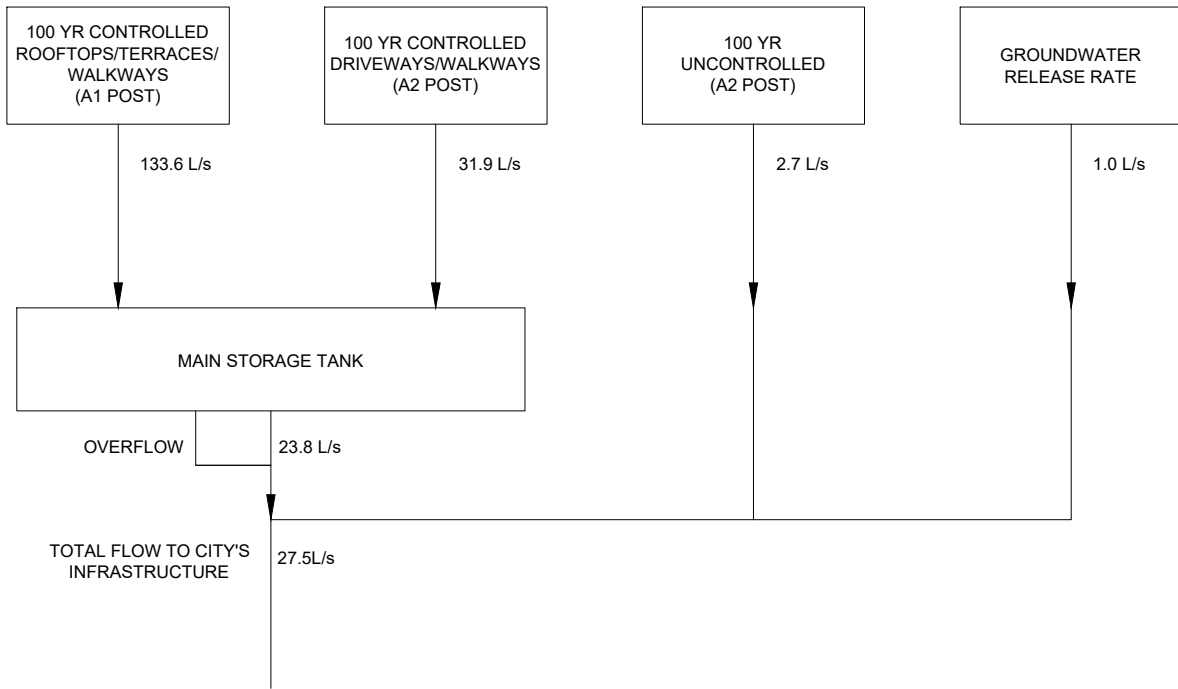 100 YR CONTROLLED
ROOFTOPS/TERRACES/
WALKWAYS
(A1 POST)
100 YR CONTROLLED
DRIVEWAYS/WALKWAYS
(A2 POST)
100 YR
UNCONTROLLED
(A2 POST)
GROUNDWATER
RELEASE RATE
133.6 L/s
31.9 L/s
2.7 L/s
1.0 L/s
MAIN STORAGE TANK
OVERFLOW
23.8 L/s
TOTAL FLOW TO CITY'S
INFRASTRUCTURE
27.5L/s